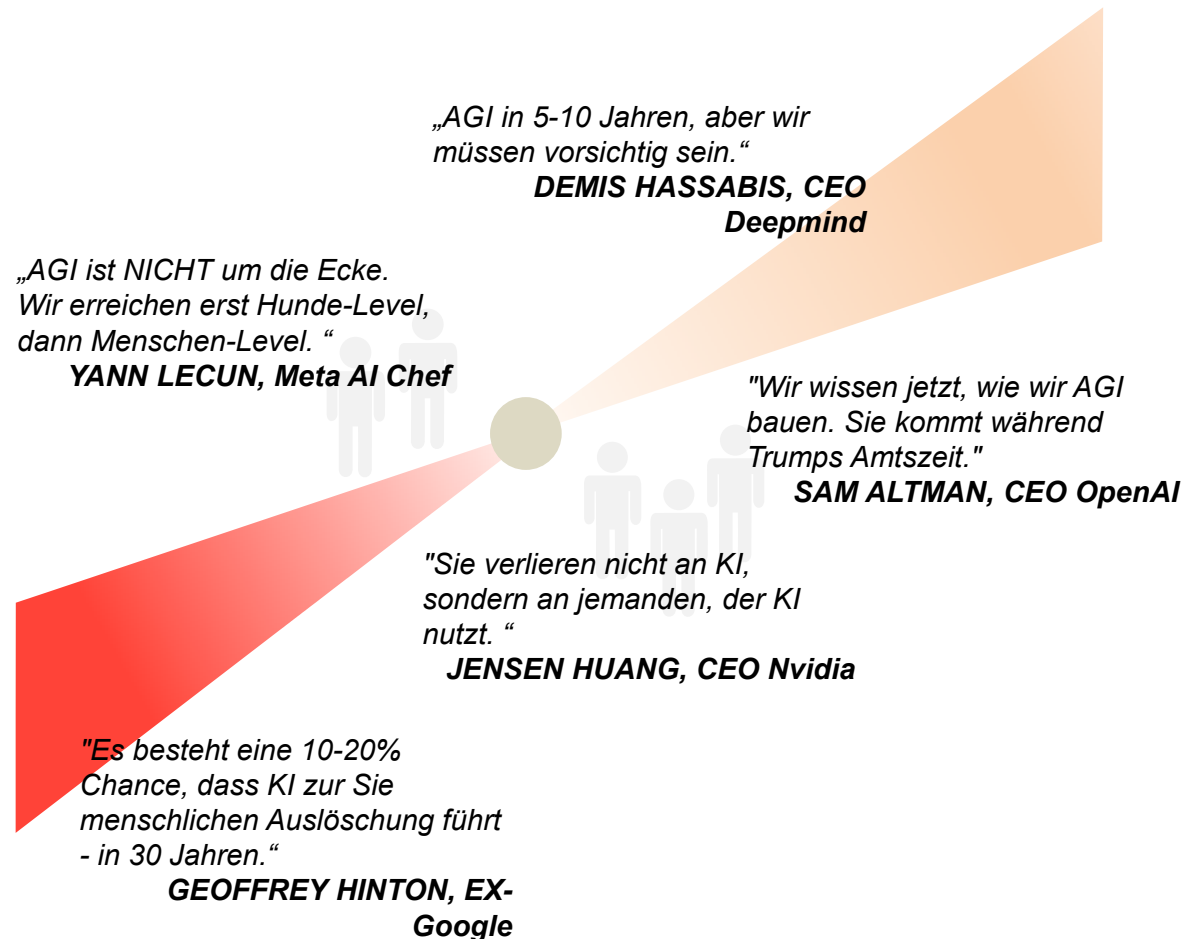 „AGI in 5-10 Jahren, aber wir
müssen vorsichtig sein.“
DEMIS HASSABIS, CEO
Deepmind
„AGI ist NICHT um die Ecke.
Wir erreichen erst Hunde-Level,
dann Menschen-Level. “
YANN LECUN, Meta AI Chef
"Wir wissen jetzt, wie wir AGI
bauen. Sie kommt während
Trumps Amtszeit."
SAM ALTMAN, CEO OpenAI
"Sie verlieren nicht an KI,
sondern an jemanden, der KI
nutzt. “
JENSEN HUANG, CEO Nvidia
"Es besteht eine 10-20%
Chance, dass KI zur Sie
menschlichen Auslöschung führt
- in 30 Jahren.“
GEOFFREY HINTON, EX-
Google